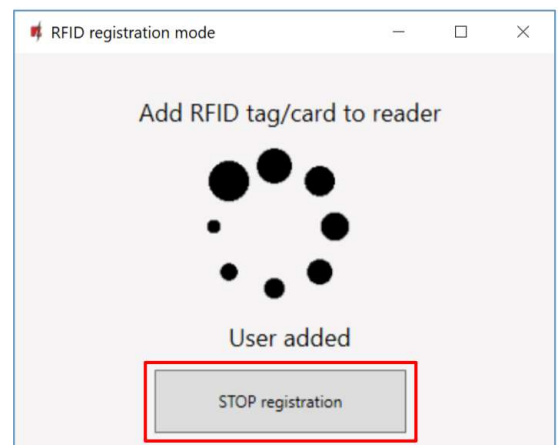 RFID registration mode
Add RFID tag/card to reader
User added
STOP registration